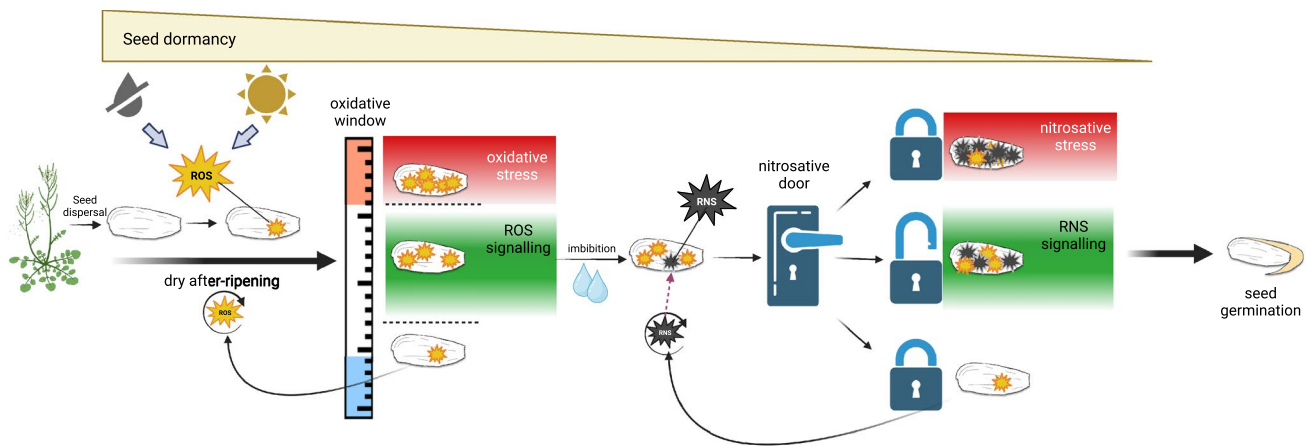 Seed dormancy
oxidative
window
ROS
Seed
dispersal
dry after-ripening
ROS
oxidative
stress
ROS
signalling
imbibition
RNS
RNS
nitrosative
door
nitrosative
stress
RNS
signalling
seed
germination